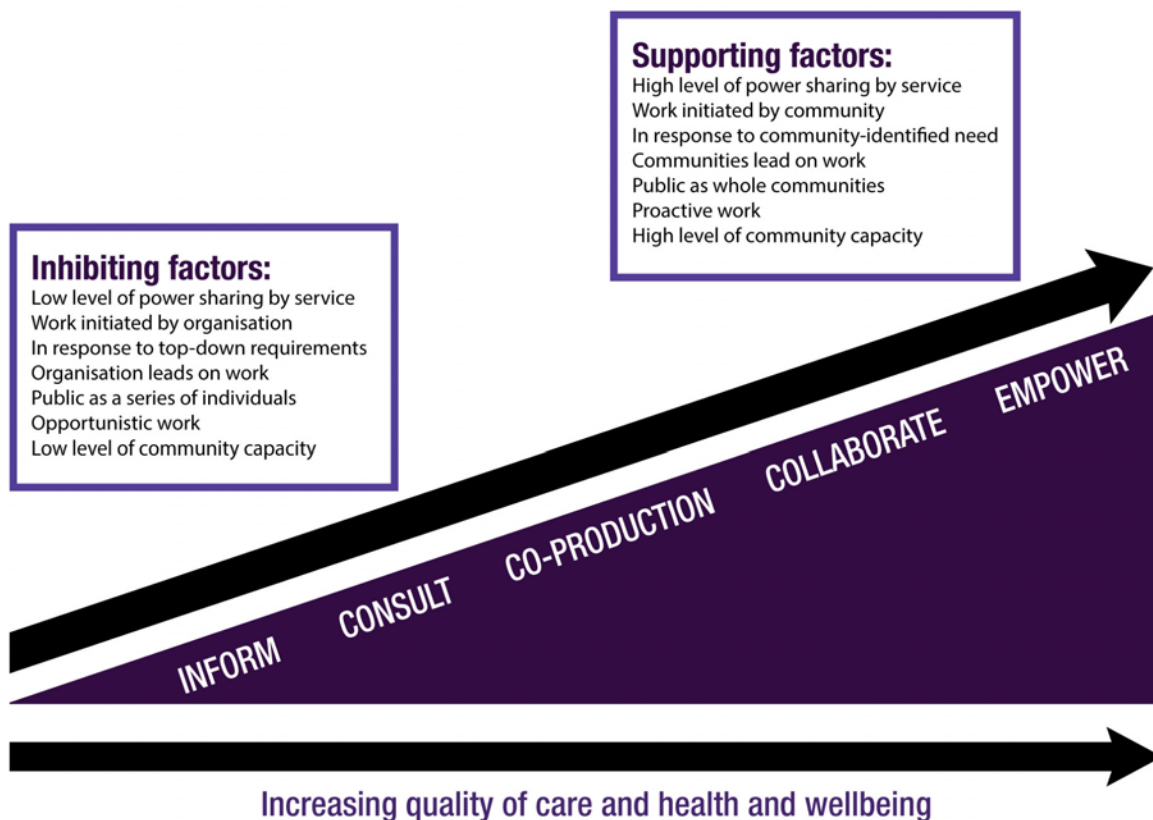 Supporting factors:
High level of power sharing by service
Work initiated by community
In response to community-identified need
Communities lead on work
Public as whole communities
Proactive work
High level of community capacity
Inhibiting factors:
Low level of power sharing by service
Work initiated by organisation
In response to top-down requirements
Organisation leads on work
Public as a series of individuals
Opportunistic work
Low level of community capacity
INFORM
CONSULT
CO-PRODUCTION
COLLABORATE
EMPOWER
Increasing quality of care and health and wellbeing